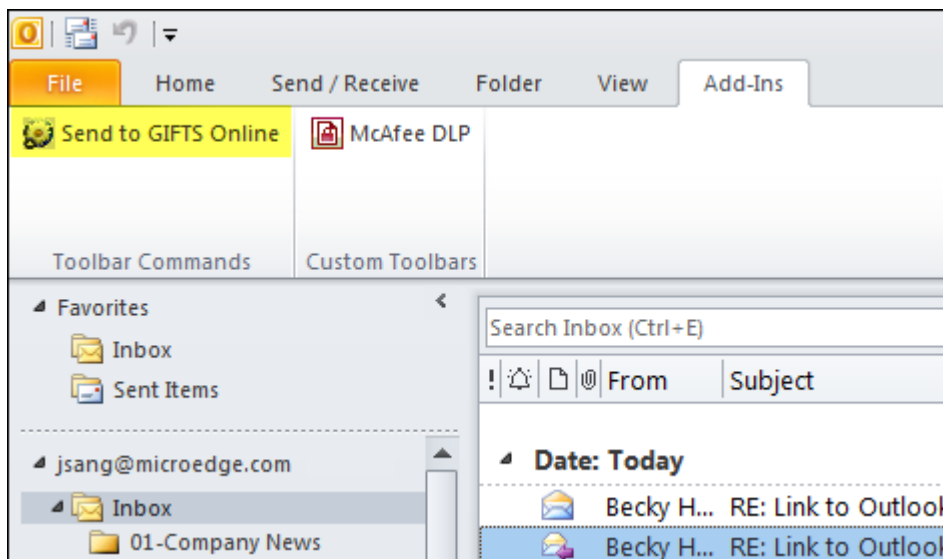 File Home Send / Receive Folder View Add-Ins
Send to GIFTS Online McAfee DLP
Toolbar Commands Custom Toolbars
Favorites
Inbox
Sent Items
jsang@microedge.com
Inbox
01-Company News
Search Inbox (Ctrl+E)
! From Subject
Date: Today
Becky H... RE: Link to Outlook
Becky H... RE: Link to Outlook